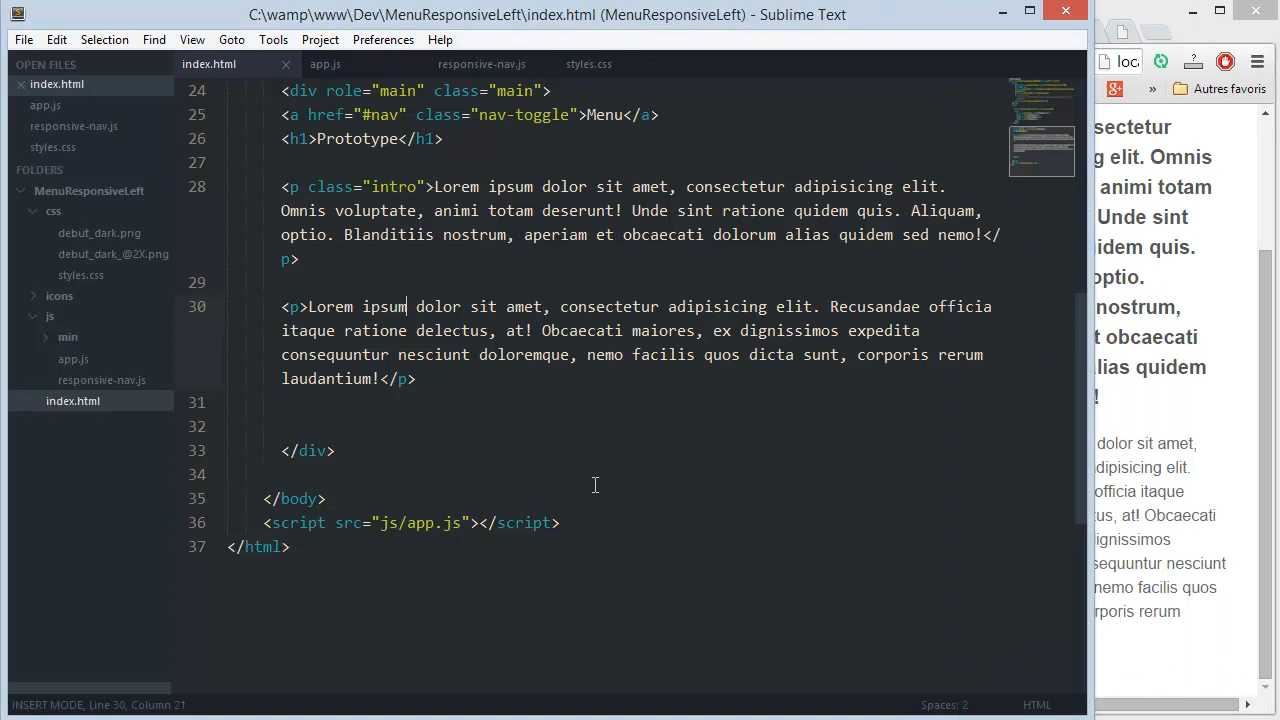 C:\wamp\www\Dev\MenuResponsiveLeft\index.html (MenuResponsiveLeft) - Sublime Text
File Edit Selection Find View Goto Tools Project Preferences Help
OPEN FILES
index.html
app.js
responsive-nav.js
styles.css
FOLDERS
MenuResponsiveLeft
css
debut_dark.png
debut_dark_@2X.png
styles.css
icons
js
min
app.js
responsive-nav.js
index.html
index.html app.js responsive-nav.js styles.css
24 <div role="main" class="main">
25 <a href="#nav" class="nav-toggle">Menu</a>
26 <h1>Prototype</h1>
27
28 <p class="intro">Lorem ipsum dolor sit amet, consectetur adipisicing elit.
Omnis voluptate, animi totam deserunt! Unde sint ratione quidem quis. Aliquam,
optio. Blanditiis nostrum, aperiam et obcaecati dolorum alias quidem sed nemo!</
p>
29
30 <p>Lorem ipsum dolor sit amet, consectetur adipisicing elit. Recusandae officia
itaque ratione delectus, at! Obcaecati maiores, ex dignissimos expedita
consequuntur nesciunt doloremque, nemo facilis quos dicta sunt, corporis rerum
laudantium!</p>
31
32
33 </div>
34
35 </body>
36 <script src="js/app.js"></script>
37 </html>
INSERT MODE, Line 30, Column 21
Spaces: 2
HTML
loca
g+
» Autres favoris
sectetur
g elit. Omnis
animi totam
Unde sint
idem quis.
optio.
nostrum,
t obcaecati
lias quidem
!
dolor sit amet,
dipisicing elit.
officia itaque
tus, at! Obcaecati
ignissimos
sequuntur nesciunt
nemo facilis quos
rporis rerum